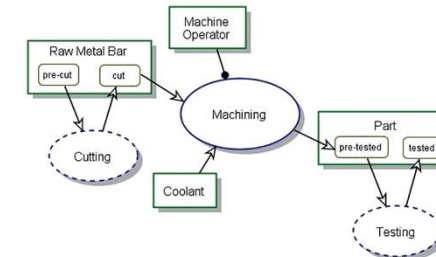 Machine
Operator
Raw Metal Bar
pre-cut
cut
Machining
Cutting
Coolant
Part
pre-tested
tested
Testing